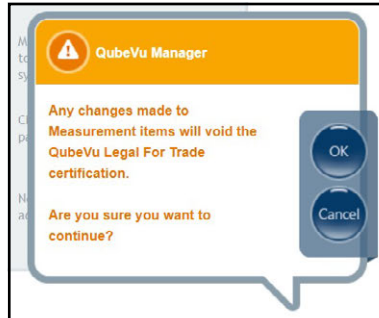 QubeVu Manager
Any changes made to
Measurement items will void the
QubeVu Legal For Trade
certification.
Are you sure you want to
continue?
OK
Cancel